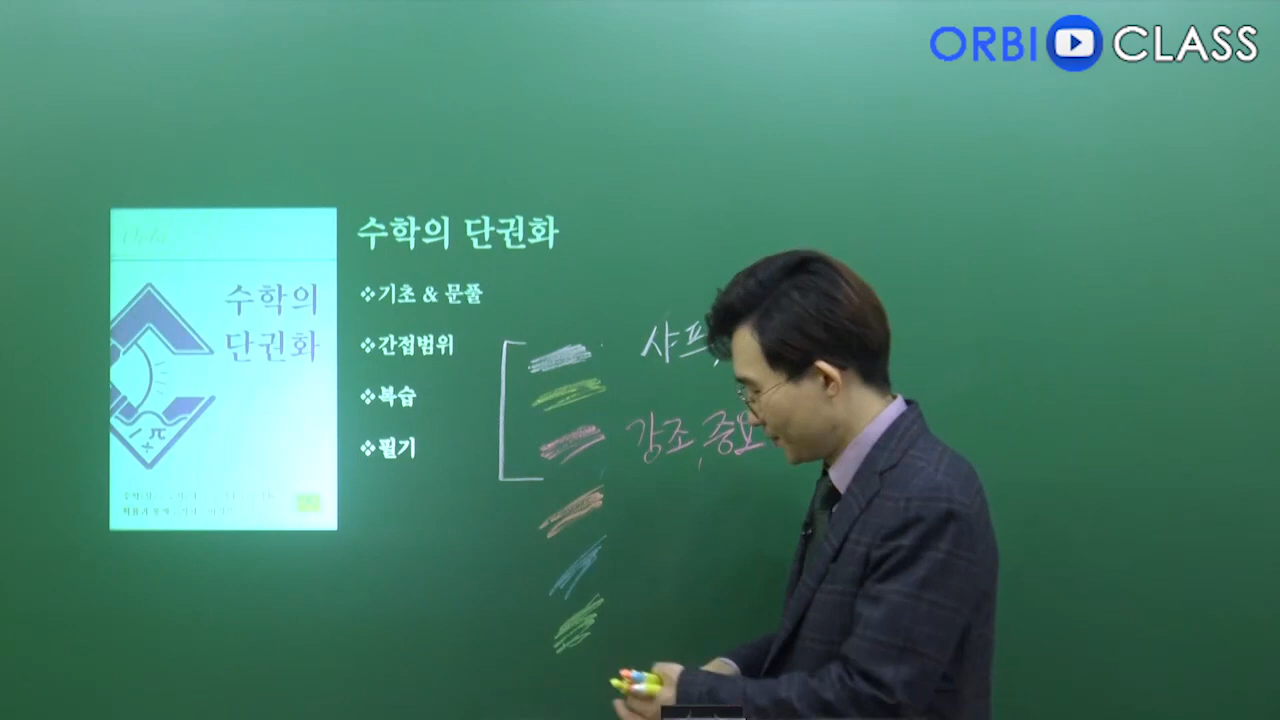 ORBI CLASS
수학의 단권화
❖기초 & 문풀
❖간접범위
❖복습
❖필기
수학의
단권화
샤프,
강조, 중요